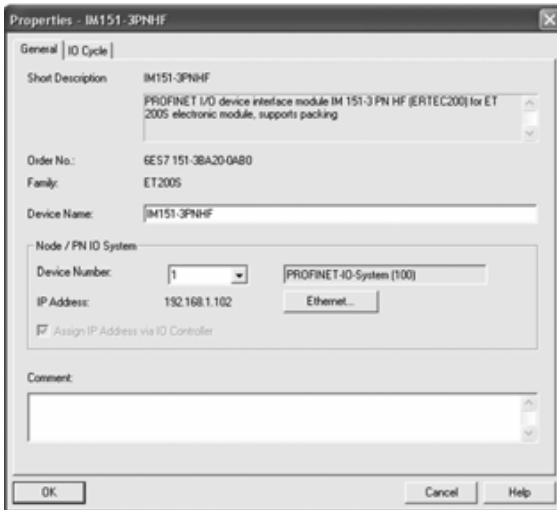 Properties - IM151-3PNHF
General
IO Cycle
Short Description
IM151-3PNHF
PROFINET I/O device interface module IM 151-3 PN HF (ERTEC200) for ET
200S electronic module, supports packing
Order No.:
6ES7 151-3BA20-0AB0
Family:
ET200S
Device Name:
IM151-3PNHF
Node / PN IO System
Device Number:
1
PROFINET-IO-System (100)
IP Address:
192.168.1.102
Ethernet...
Assign IP Address via IO Controller
Comment:
OK
Cancel
Help